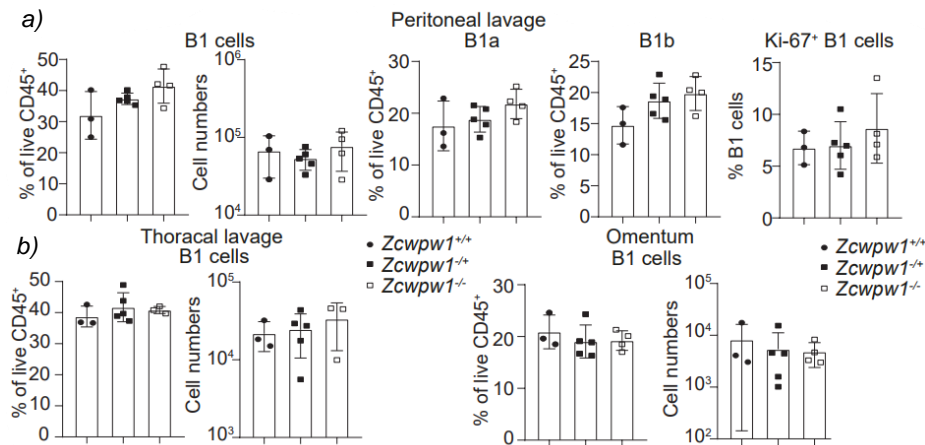 a)
Peritoneal lavage
B1 cells
B1a
B1b
Ki-67⁺ B1 cells
% of live CD45⁺
50
40
30
20
10
0
Cell numbers
10⁶
10⁵
10⁴
% of live CD45⁺
30
20
10
0
% of live CD45⁺
25
20
15
10
5
0
% B1 cells
15
10
5
0
b)
Thoracal lavage
B1 cells
Zcwpw1⁺/⁺
Zcwpw1⁻/⁺
Zcwpw1⁻/⁻
Omentum
B1 cells
Zcwpw1⁺/⁺
Zcwpw1⁻/⁺
Zcwpw1⁻/⁻
% of live CD45⁺
50
40
30
20
10
0
Cell numbers
10⁵
10⁴
10³
% of live CD45⁺
30
20
10
0
Cell numbers
10⁵
10⁴
10³
10²